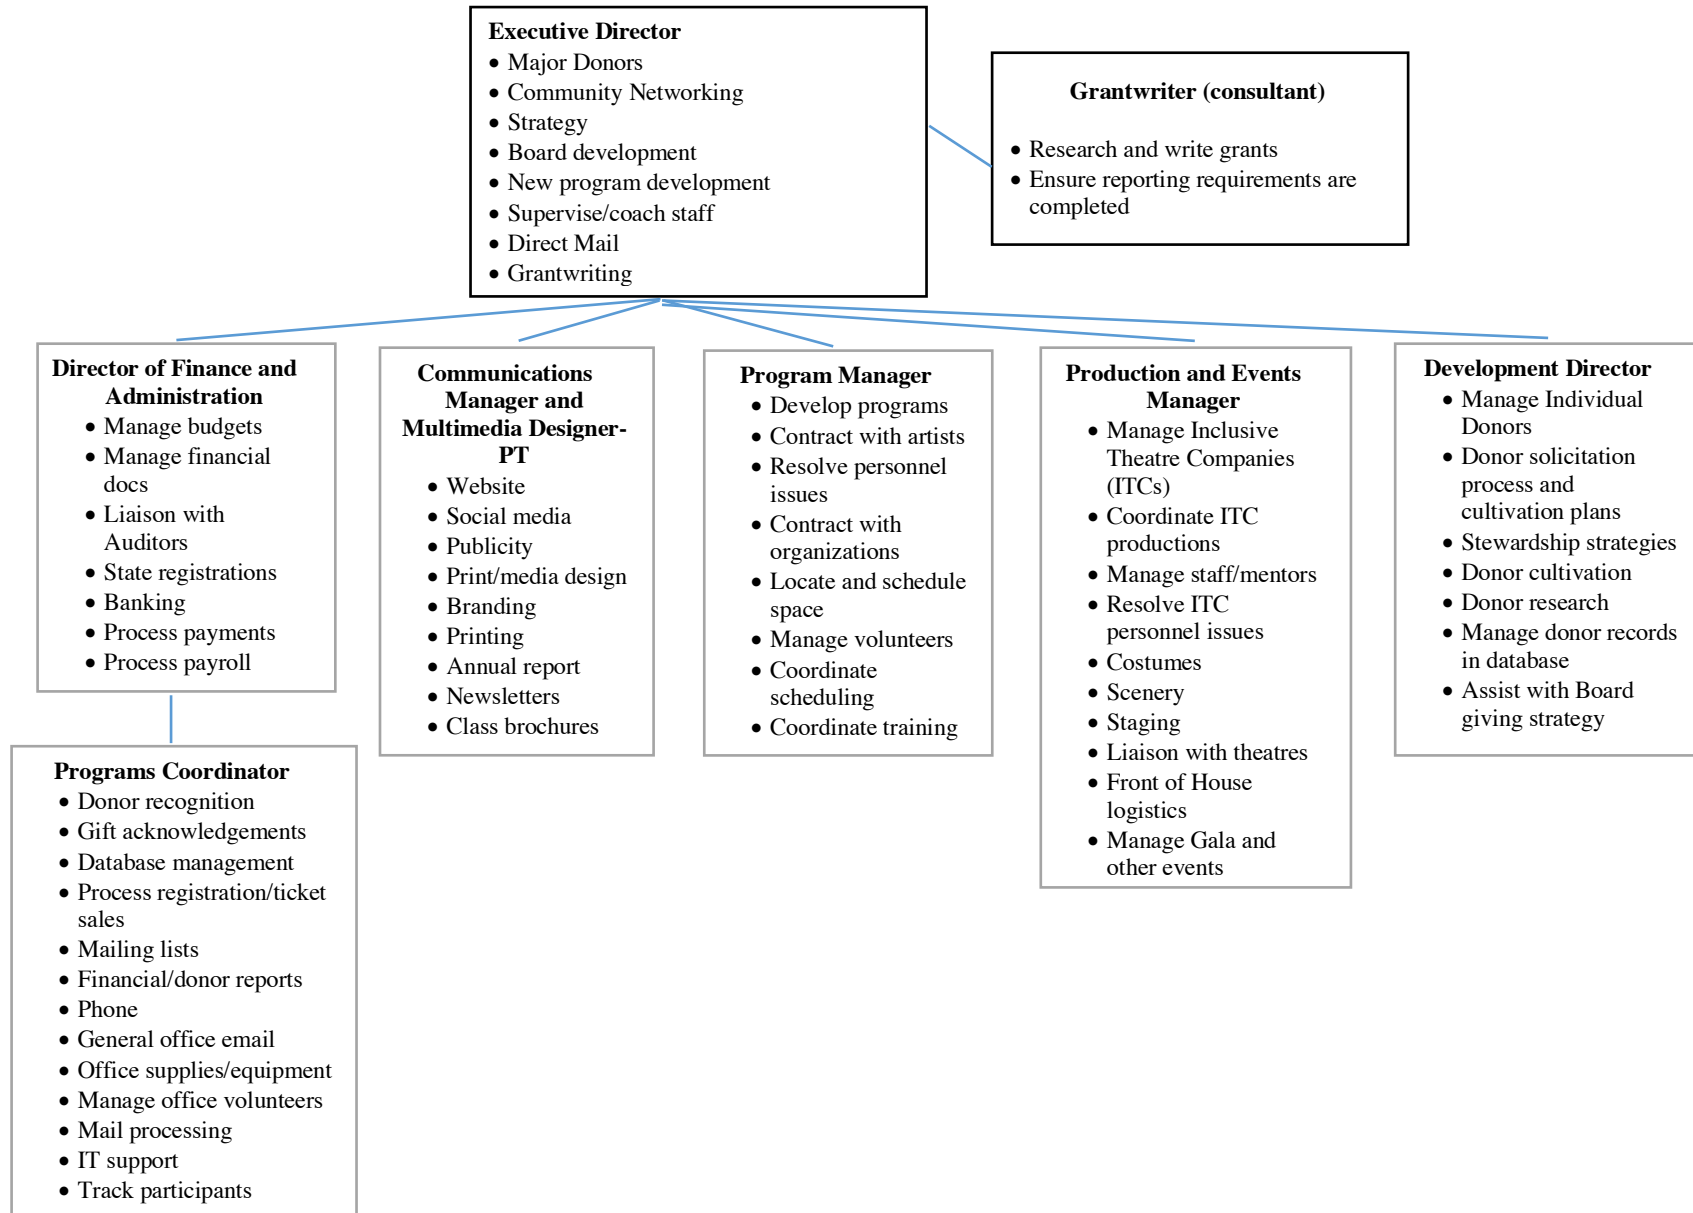 Executive Director
• Major Donors
• Community Networking
• Strategy
• Board development
• New program development
• Supervise/coach staff
• Direct Mail
• Grantwriting
Grantwriter (consultant)
• Research and write grants
• Ensure reporting requirements are
completed
Director of Finance and
Administration
• Manage budgets
• Manage financial
docs
• Liaison with
Auditors
• State registrations
• Banking
• Process payments
• Process payroll
Communications
Manager and
Multimedia Designer-
PT
• Website
• Social media
• Publicity
• Print/media design
• Branding
• Printing
• Annual report
• Newsletters
• Class brochures
Program Manager
• Develop programs
• Contract with artists
• Resolve personnel
issues
• Contract with
organizations
• Locate and schedule
space
• Manage volunteers
• Coordinate
scheduling
• Coordinate training
Production and Events
Manager
• Manage Inclusive
Theatre Companies
(ITCs)
• Coordinate ITC
productions
• Manage staff/mentors
• Resolve ITC
personnel issues
• Costumes
• Scenery
• Staging
• Liaison with theatres
• Front of House
logistics
• Manage Gala and
other events
Development Director
• Manage Individual
Donors
• Donor solicitation
process and
cultivation plans
• Stewardship strategies
• Donor cultivation
• Donor research
• Manage donor records
in database
• Assist with Board
giving strategy
Programs Coordinator
• Donor recognition
• Gift acknowledgements
• Database management
• Process registration/ticket
sales
• Mailing lists
• Financial/donor reports
• Phone
• General office email
• Office supplies/equipment
• Manage office volunteers
• Mail processing
• IT support
• Track participants